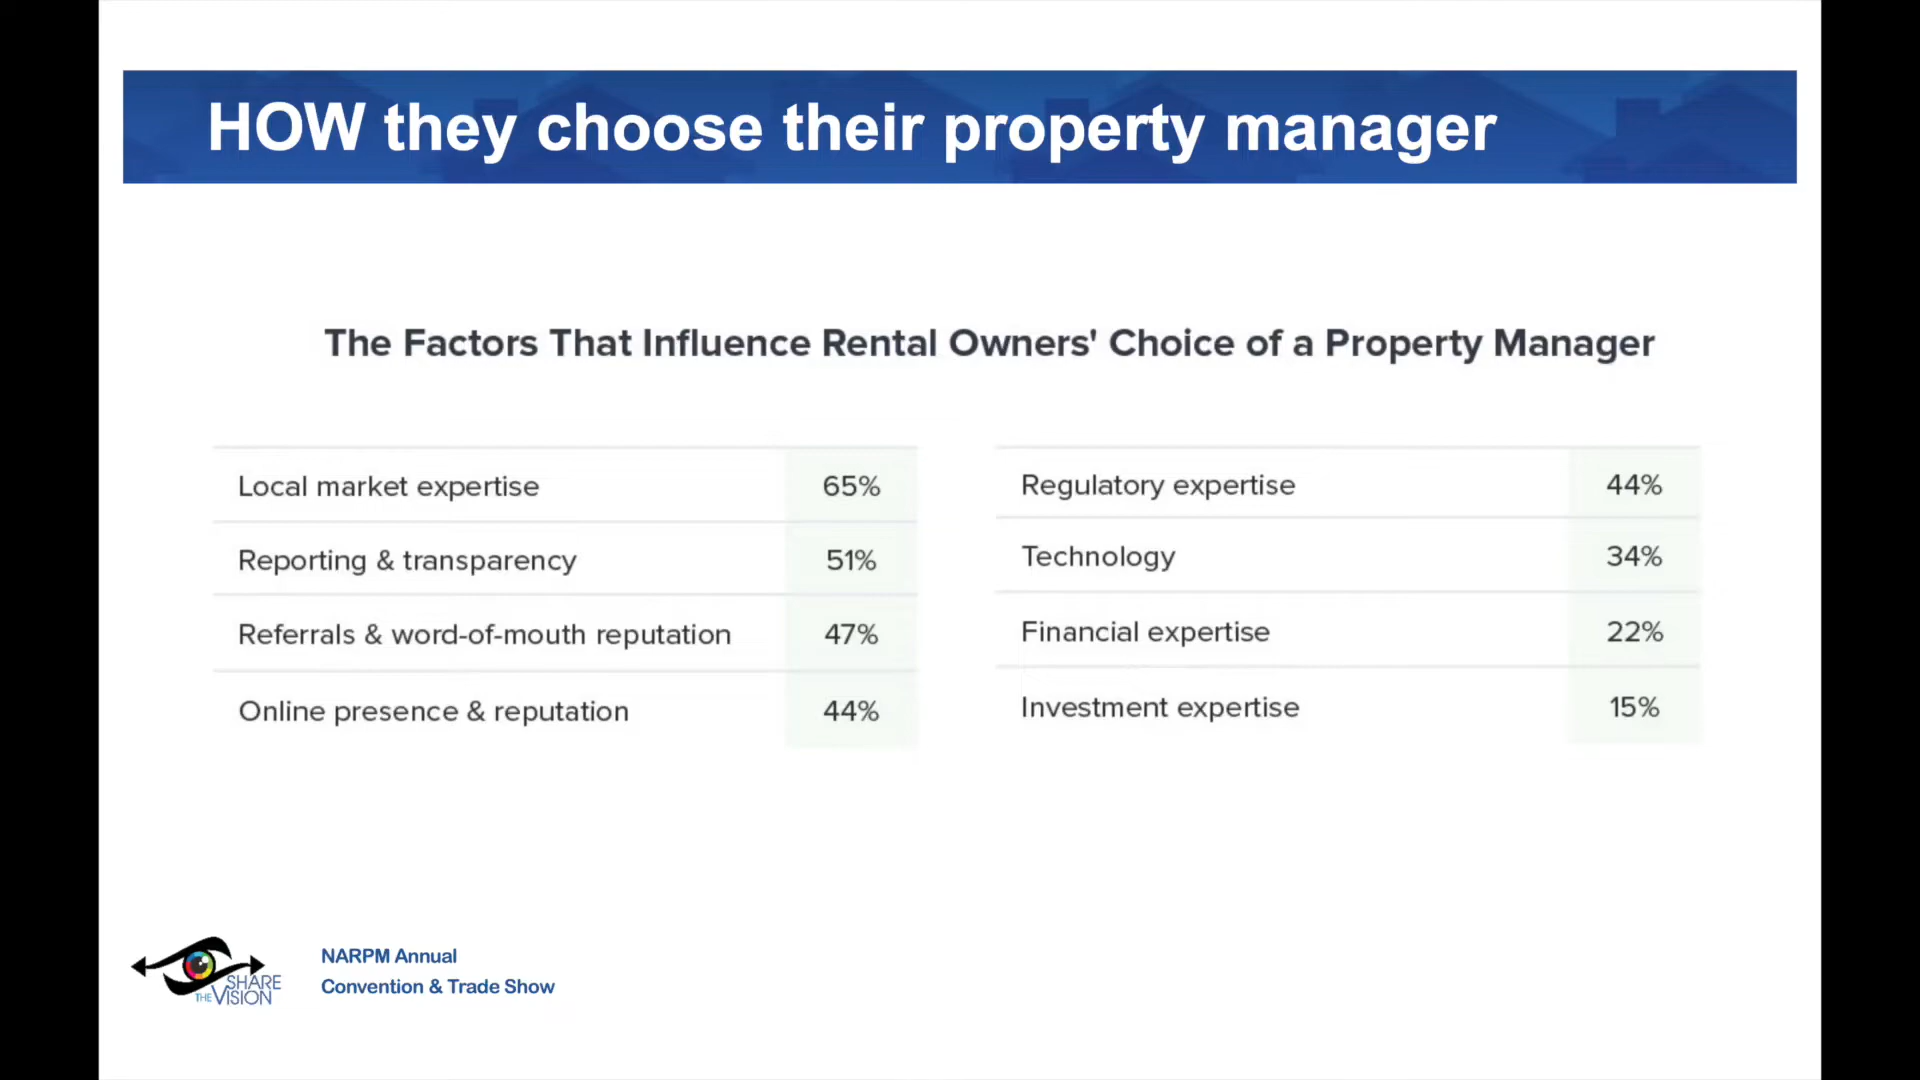 HOW they choose their property manager
The Factors That Influence Rental Owners' Choice of a Property Manager
Local market expertise 65%
Reporting & transparency 51%
Referrals & word-of-mouth reputation 47%
Online presence & reputation 44%
Regulatory expertise 44%
Technology 34%
Financial expertise 22%
Investment expertise 15%
SHARE
THE VISION
NARPM Annual
Convention & Trade Show